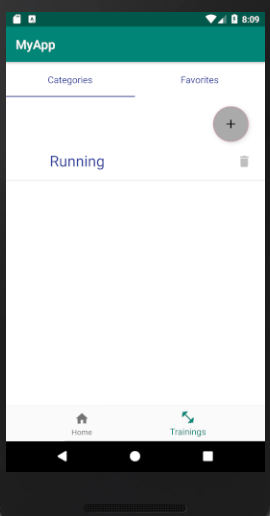 8:09
MyApp
Categories Favorites
+
Running
Home Trainings